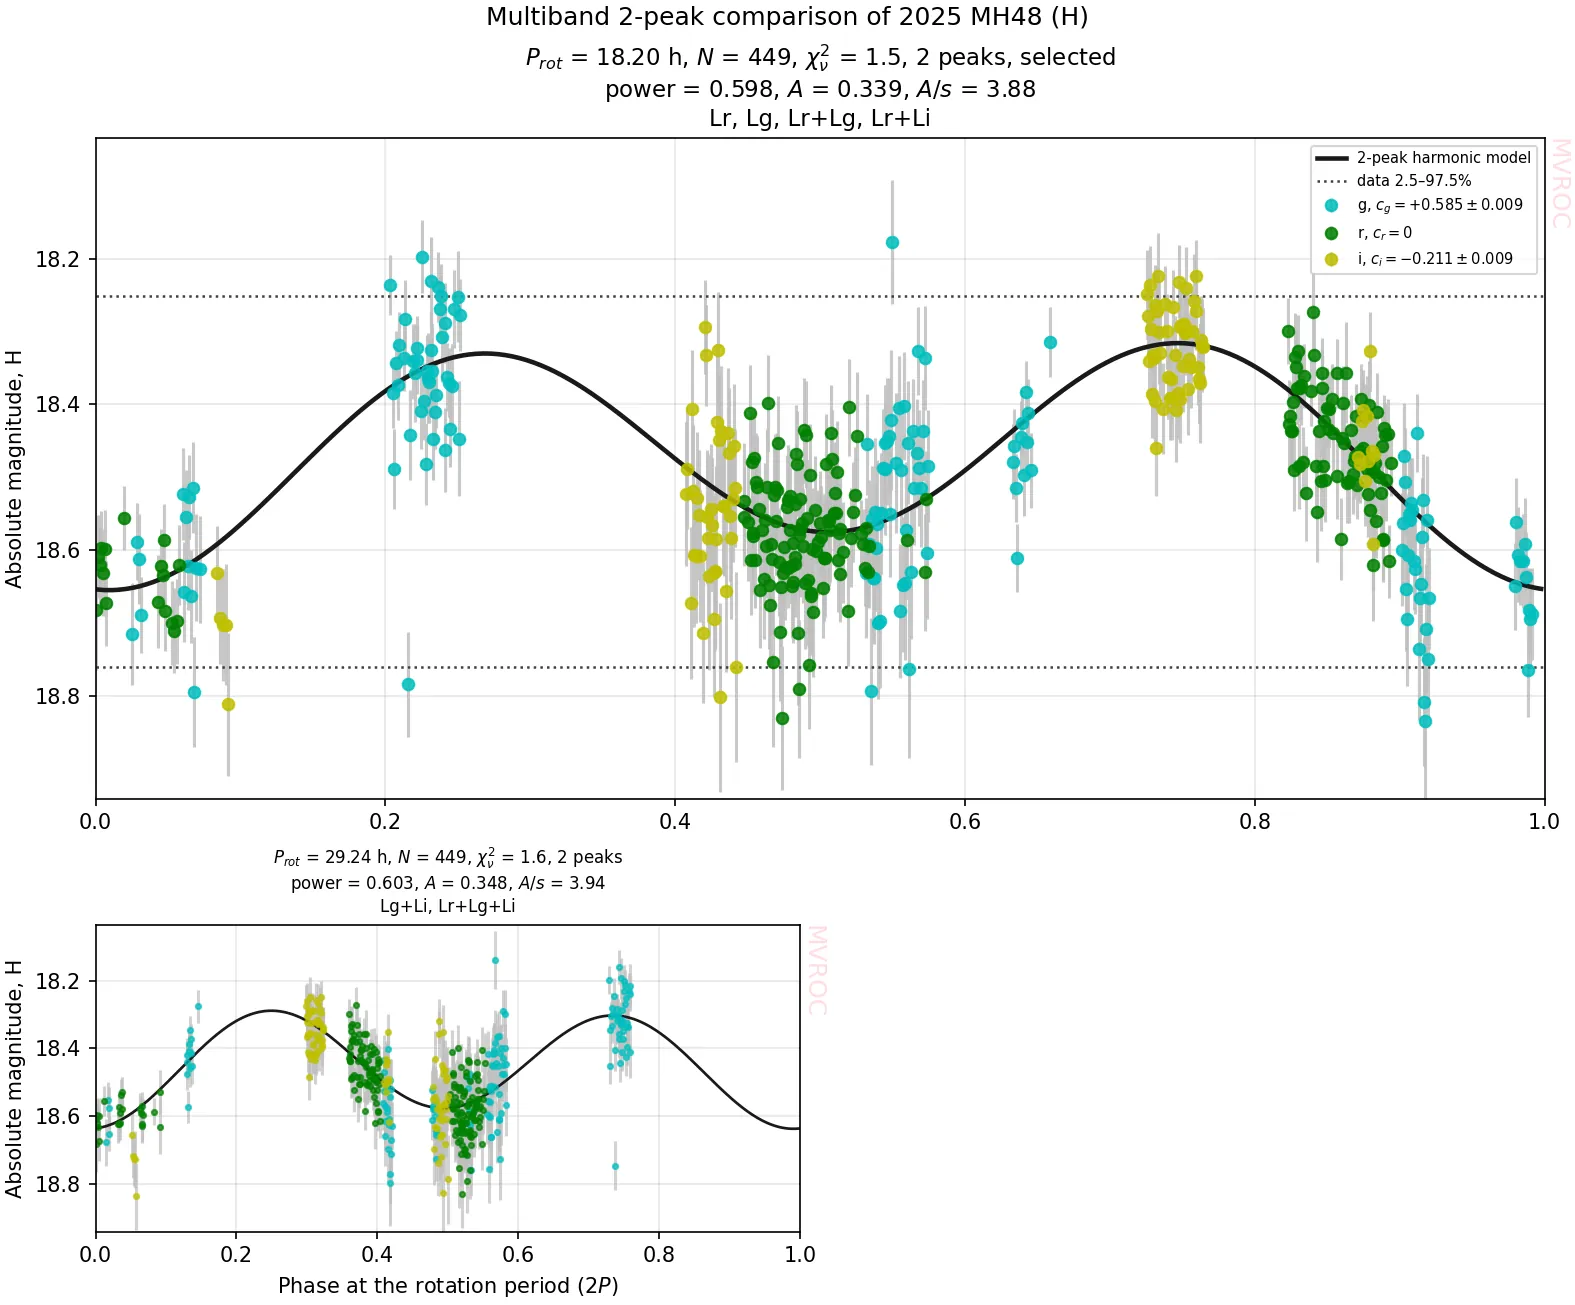 Multiband 2-peak comparison of 2025 MH48 (H)
P_rot = 18.20 h, N = 449, χ²_ν = 1.5, 2 peaks, selected
power = 0.598, A = 0.339, A/s = 3.88
Lr, Lg, Lr+Lg, Lr+Li
2-peak harmonic model
data 2.5–97.5%
g, c_g = +0.585 ± 0.009
r, c_r = 0
i, c_i = −0.211 ± 0.009
MVROC
Absolute magnitude, H
18.2
18.4
18.6
18.8
0.0 0.2 0.4 0.6 0.8 1.0
P_rot = 29.24 h, N = 449, χ²_ν = 1.6, 2 peaks
power = 0.603, A = 0.348, A/s = 3.94
Lg+Li, Lr+Lg+Li
MVROC
Absolute magnitude, H
18.2
18.4
18.6
18.8
0.0 0.2 0.4 0.6 0.8 1.0
Phase at the rotation period (2P)